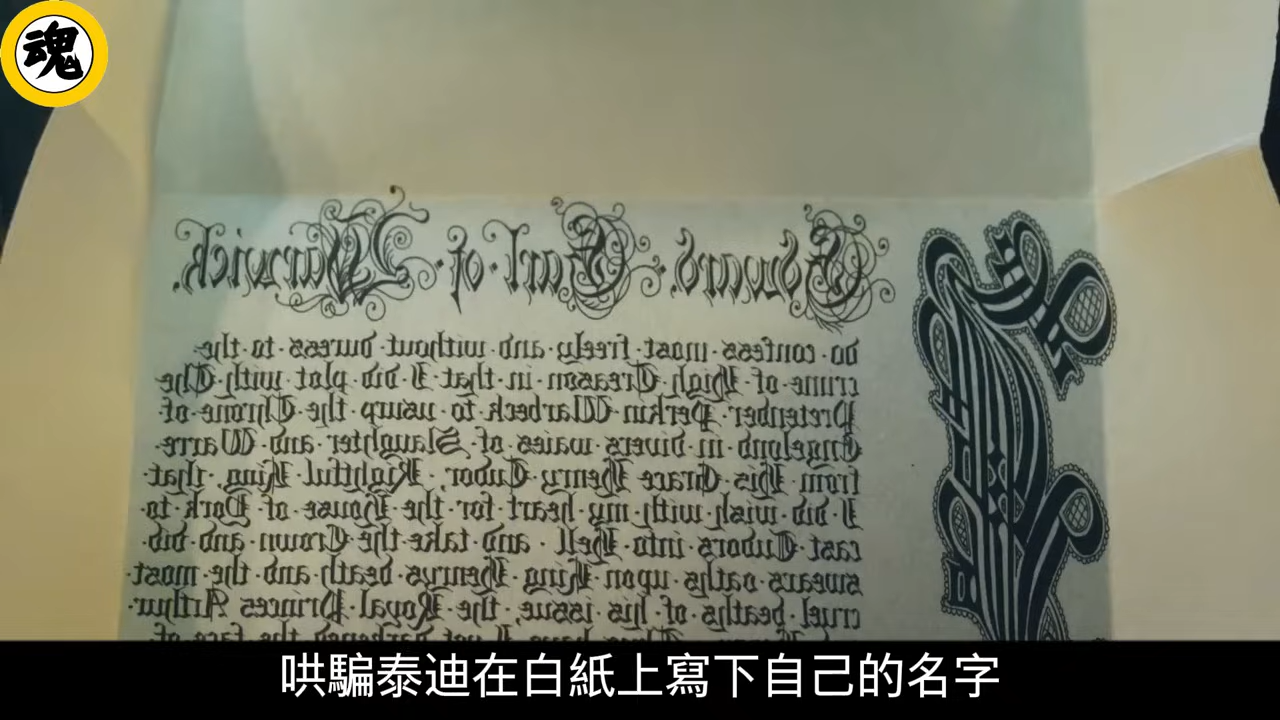 魂
I
Edward · Earl · of · Warwick.
do · confess · most · freely · and · without · duress · to · the ·
crime · of · High · Treason · in · that · I · did · plot · with · The ·
Pretender · Perkin Warbeck · to · usurp · the · Throne · of ·
Engelond · in · divers · waies · of · Slaughter · and · Warre ·
from · His · Grace · Henry · Tudor, · Rightful · King, · that ·
I · did · wish · with · my · heart · for · the · House · of · York · to ·
cast · Tudors · into · Hell · and · take · the · Crown · and · did ·
swears · oaths · upon · King · Henrys · death · and · the · most ·
cruel · deaths · of · his · issue, · the · Royal · Princes · Arthur
哄騙泰迪在白紙上寫下自己的名字